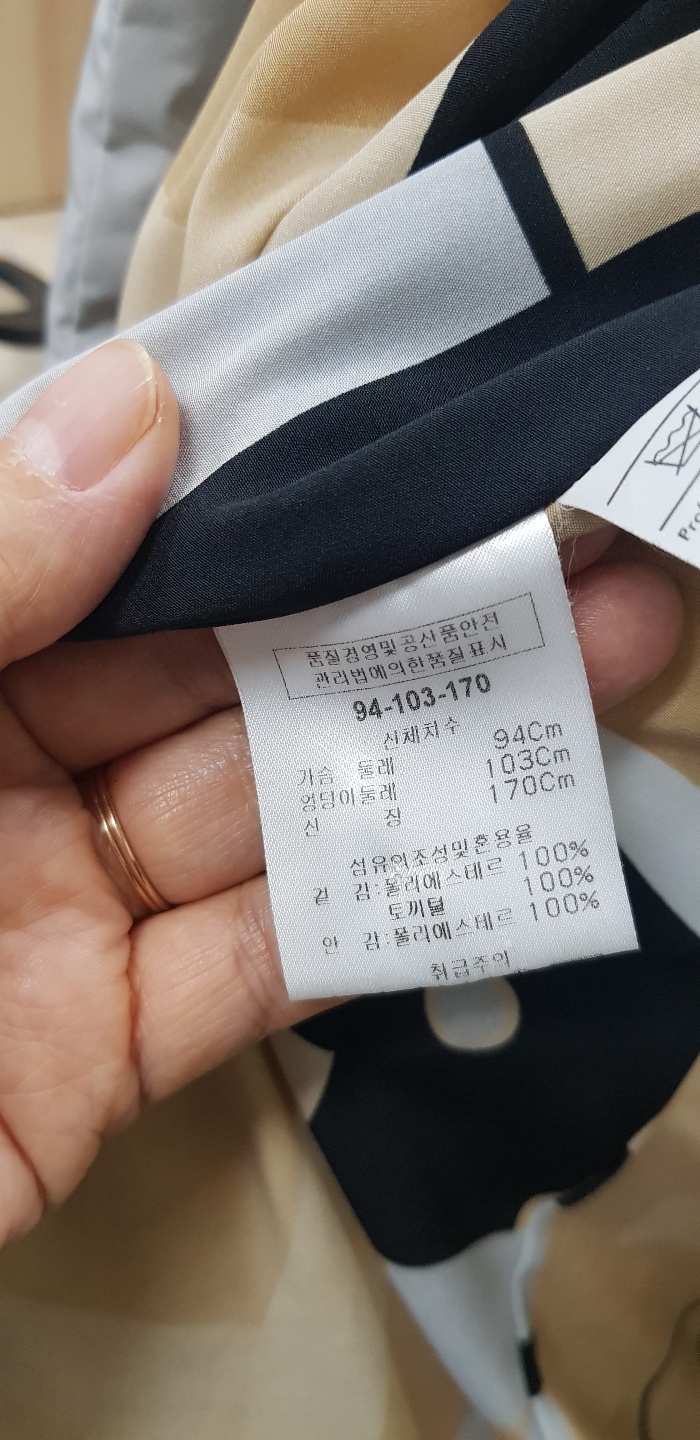 품질경영및공산품안전
관리법에의한품질표시
94-103-170
신체치수
가슴 둘레 94Cm
엉덩이둘레 103Cm
신 장 170Cm
섬유의조성및혼용율
겉 감:폴리에스테르 100%
토끼털 100%
안 감:폴리에스테르 100%
취급주의